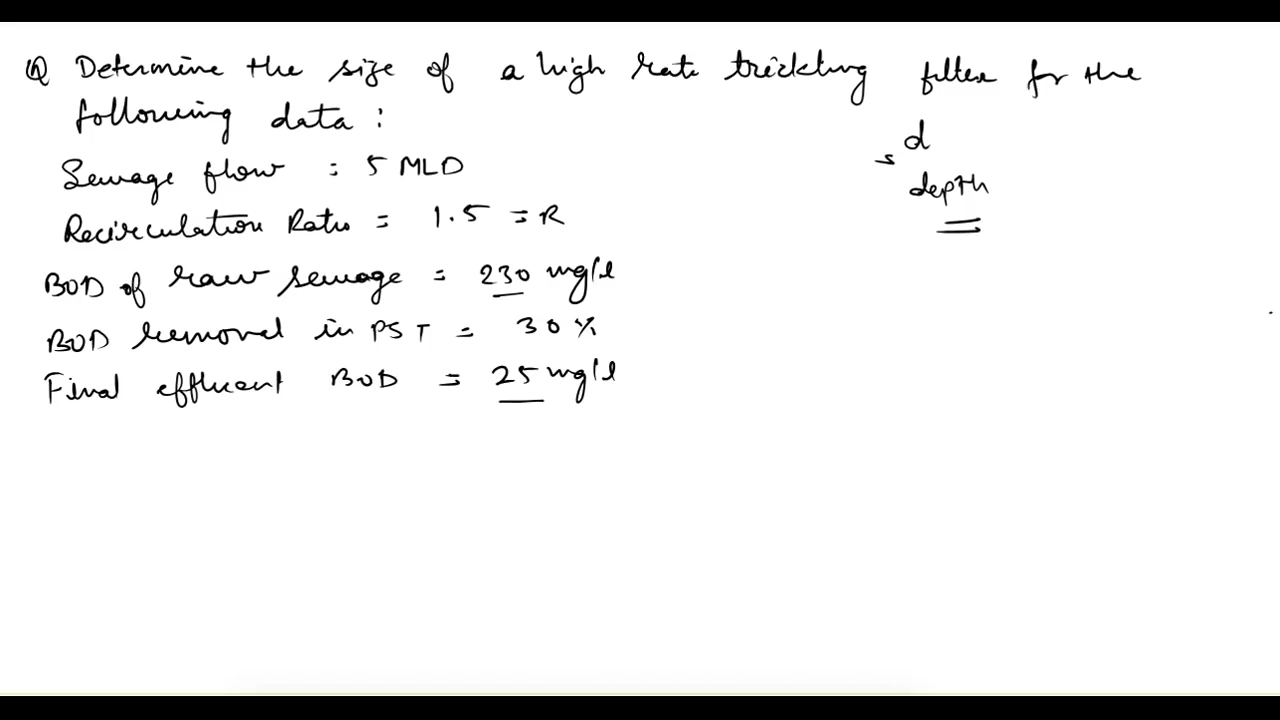 Q Determine the size of a high rate trickling filter for the
following data :
d
depth
Sewage flow = 5 MLD
Recirculation Ratio = 1.5 = R
BOD of raw sewage = 230 mg/l
BOD removal in PST = 30 %
Final effluent BOD = 25 mg/l